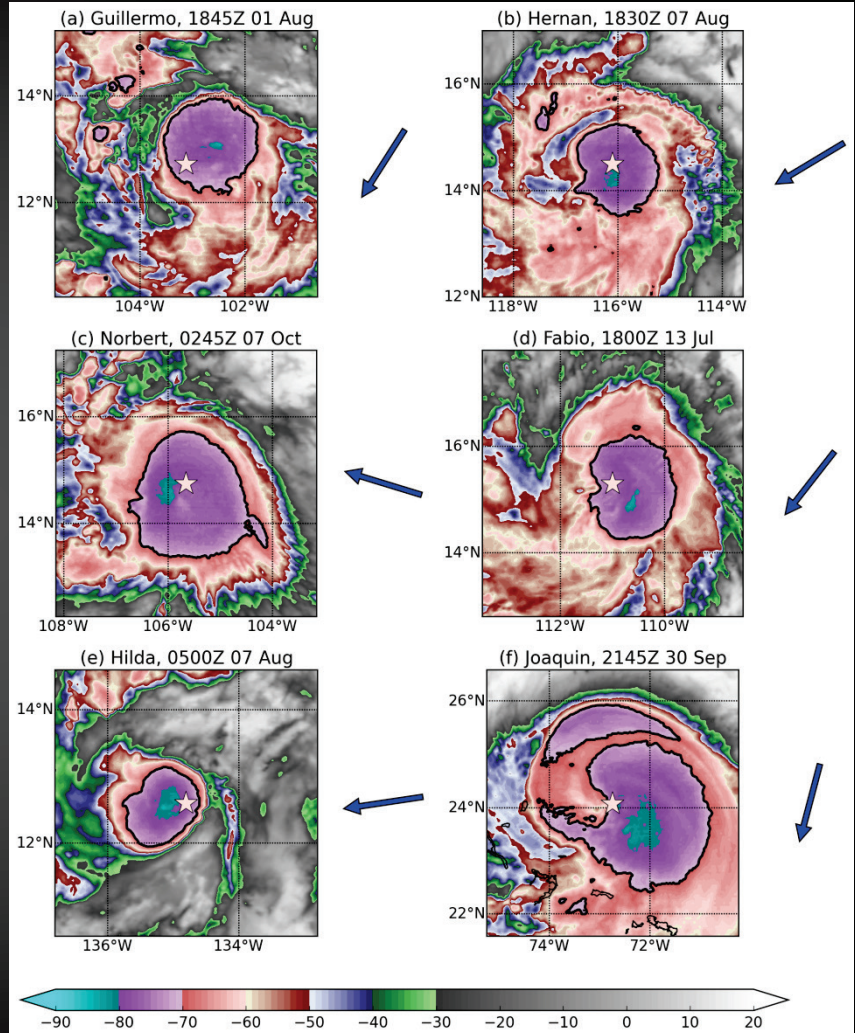 (a) Guillermo, 1845Z 01 Aug
14°N
12°N
104°W 102°W
(b) Hernan, 1830Z 07 Aug
16°N
14°N
12°N
118°W 116°W 114°W
(c) Norbert, 0245Z 07 Oct
16°N
14°N
108°W 106°W 104°W
(d) Fabio, 1800Z 13 Jul
16°N
14°N
112°W 110°W
(e) Hilda, 0500Z 07 Aug
14°N
12°N
136°W 134°W
(f) Joaquin, 2145Z 30 Sep
26°N
24°N
22°N
74°W 72°W
−90 −80 −70 −60 −50 −40 −30 −20 −10 0 10 20